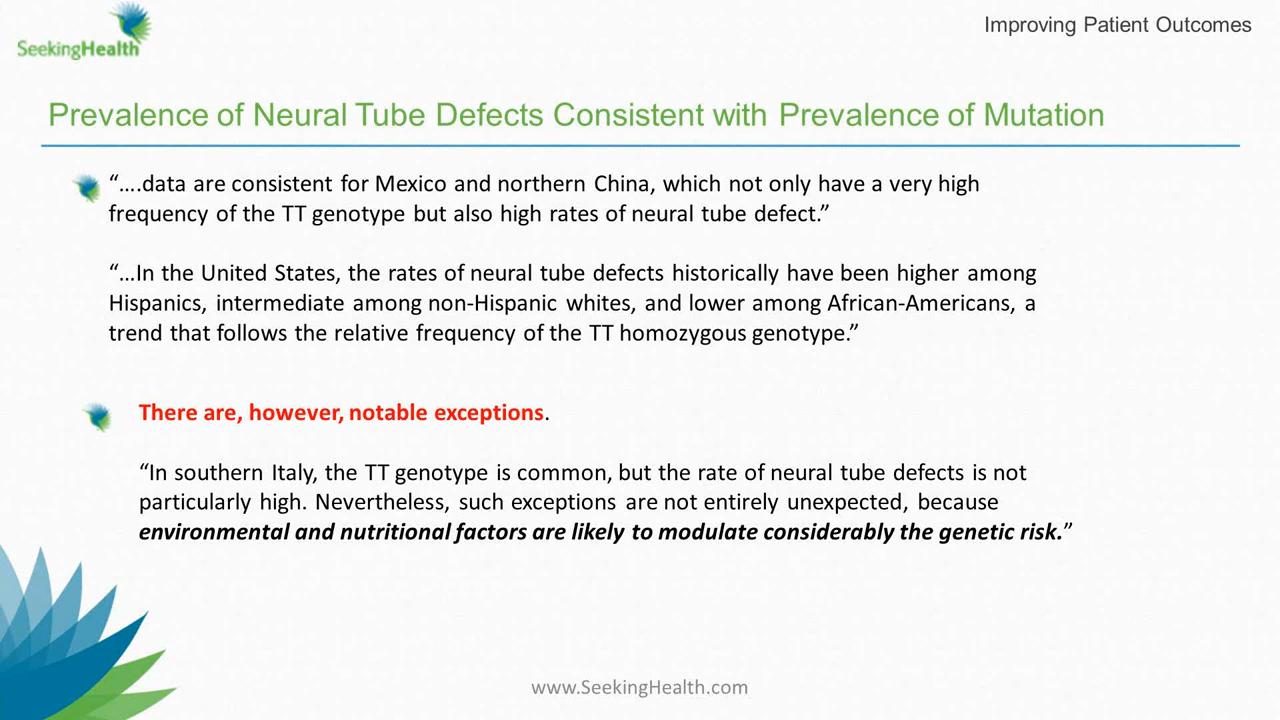 SeekingHealth
Improving Patient Outcomes
Prevalence of Neural Tube Defects Consistent with Prevalence of Mutation
“….data are consistent for Mexico and northern China, which not only have a very high
frequency of the TT genotype but also high rates of neural tube defect.”
“…In the United States, the rates of neural tube defects historically have been higher among
Hispanics, intermediate among non-Hispanic whites, and lower among African-Americans, a
trend that follows the relative frequency of the TT homozygous genotype.”
There are, however, notable exceptions.
“In southern Italy, the TT genotype is common, but the rate of neural tube defects is not
particularly high. Nevertheless, such exceptions are not entirely unexpected, because
environmental and nutritional factors are likely to modulate considerably the genetic risk.”
www.SeekingHealth.com